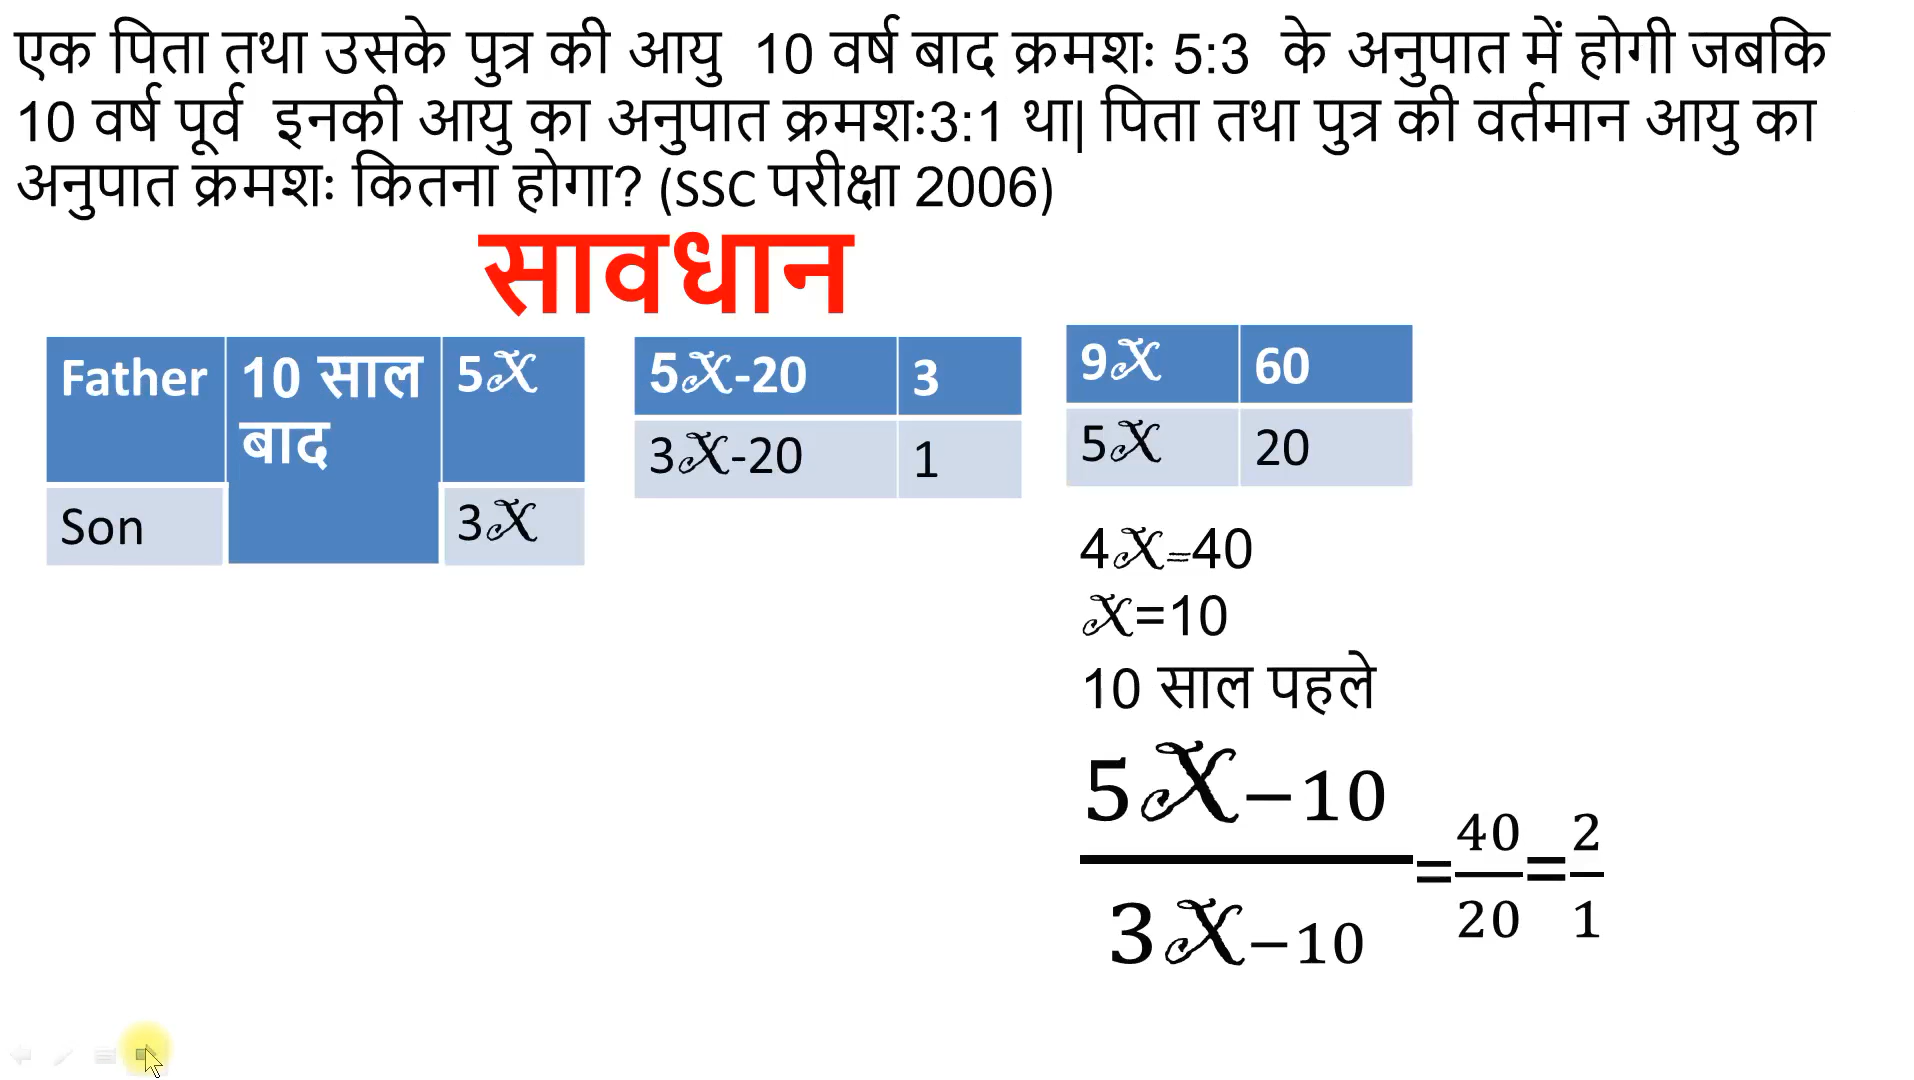 एक पिता तथा उसके पुत्र की आयु 10 वर्ष बाद क्रमशः 5:3 के अनुपात में होगी जबकि
10 वर्ष पूर्व इनकी आयु का अनुपात क्रमशः3:1 था| पिता तथा पुत्र की वर्तमान आयु का
अनुपात क्रमशः कितना होगा? (SSC परीक्षा 2006)
सावधान
Father 10 साल बाद 5X
Son 3X
5X-20 3
3X-20 1
9X 60
5X 20
4X=40
X=10
10 साल पहले
5X−10
3X−10
=40/20=2/1